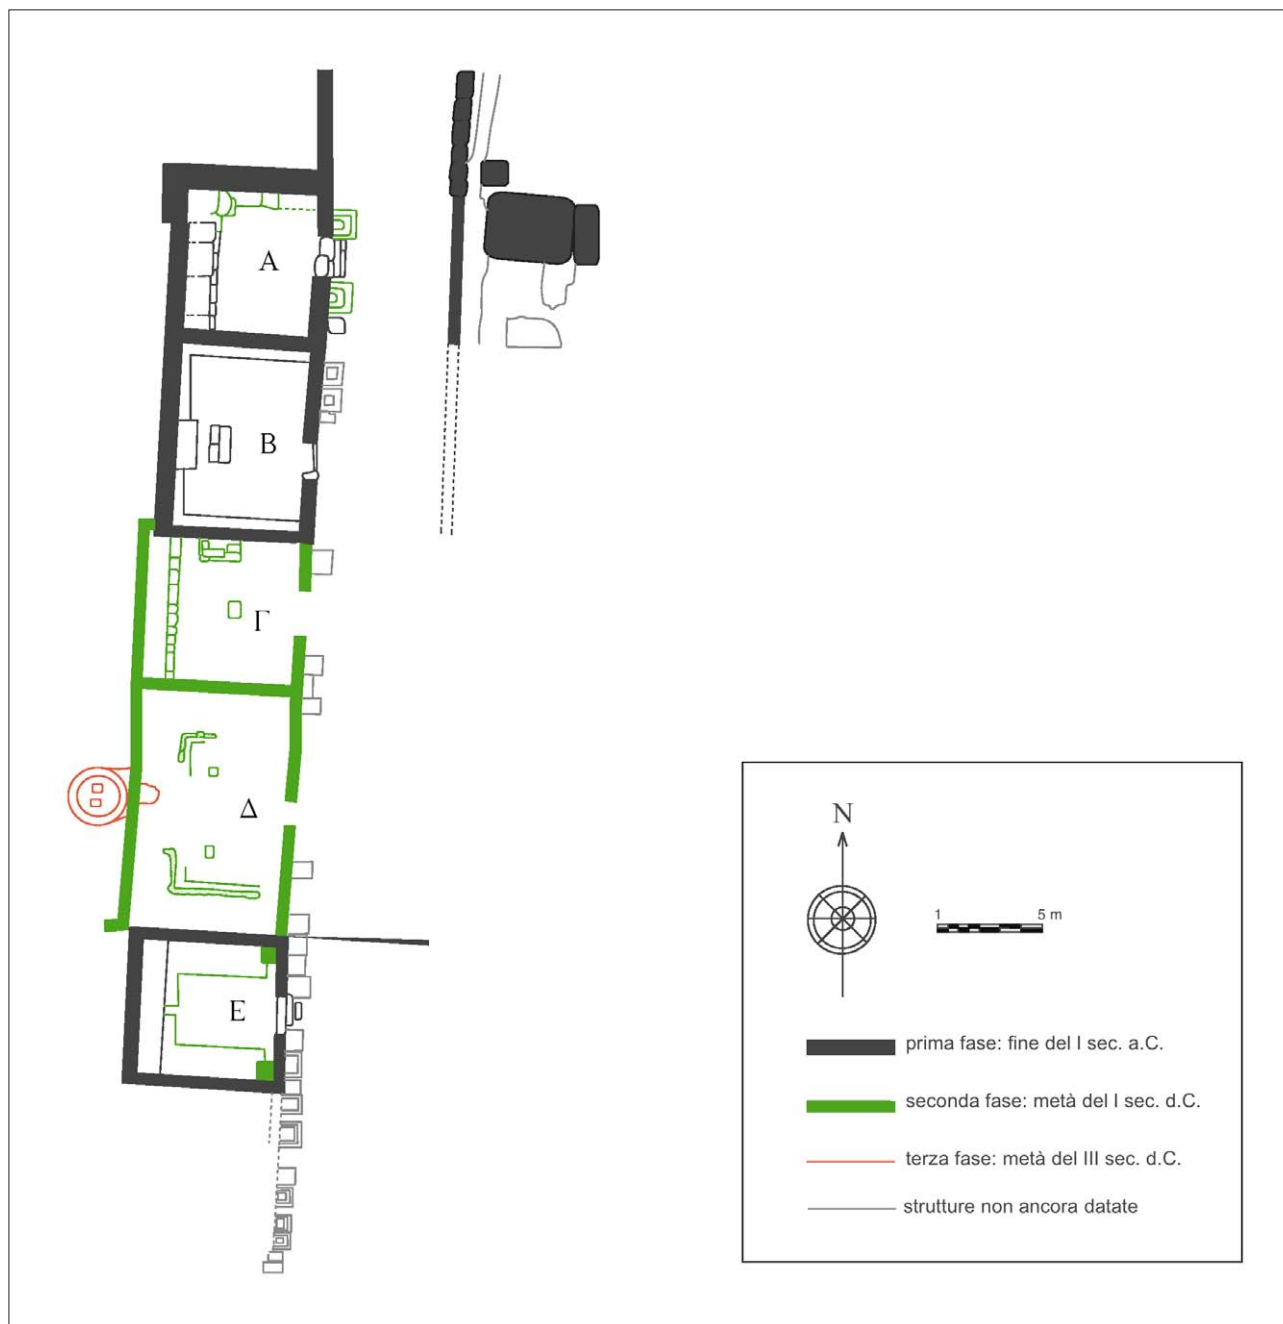 Α
Β
Γ
Δ
Ε
N
1 5 m
prima fase: fine del I sec. a.C.
seconda fase: metà del I sec. d.C.
terza fase: metà del III sec. d.C.
strutture non ancora datate